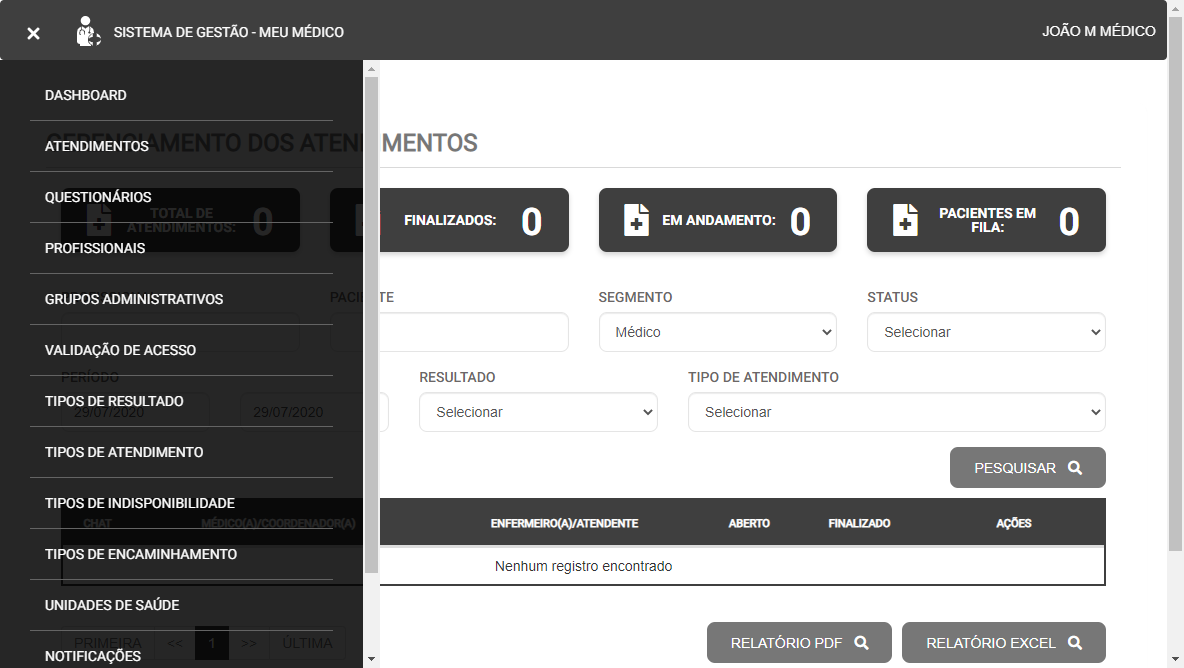 SISTEMA DE GESTÃO - MEU MÉDICO
JOÃO M MÉDICO
DASHBOARD
ATENDIMENTOS
QUESTIONÁRIOS
PROFISSIONAIS
GRUPOS ADMINISTRATIVOS
VALIDAÇÃO DE ACESSO
TIPOS DE RESULTADO
TIPOS DE ATENDIMENTO
TIPOS DE INDISPONIBILIDADE
TIPOS DE ENCAMINHAMENTO
UNIDADES DE SAÚDE
NOTIFICAÇÕES
GERENCIAMENTO DOS ATENDIMENTOS
TOTAL DE
ATENDIMENTOS: 0
FINALIZADOS: 0
EM ANDAMENTO: 0
PACIENTES EM
FILA: 0
PACIENTE
SEGMENTO
Médico
STATUS
Selecionar
PERÍODO
29/07/2020
29/07/2020
RESULTADO
Selecionar
TIPO DE ATENDIMENTO
Selecionar
PESQUISAR
CHAT MÉDICO(A)/COORDENADOR(A) ENFERMEIRO(A)/ATENDENTE ABERTO FINALIZADO AÇÕES
Nenhum registro encontrado
PRIMEIRA << 1 >> ÚLTIMA
RELATÓRIO PDF
RELATÓRIO EXCEL